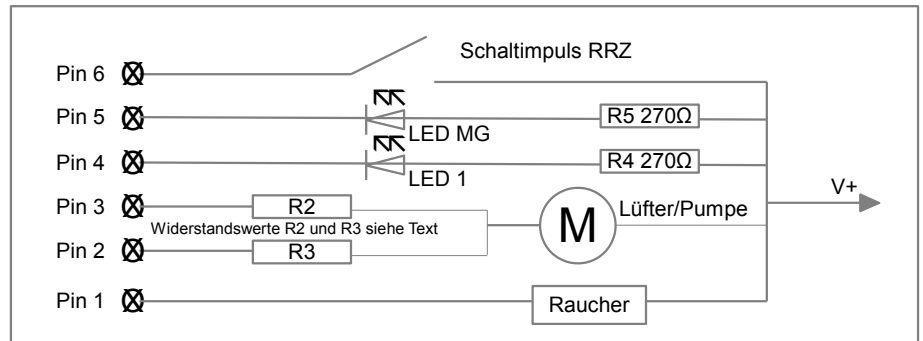 Schaltimpuls RRZ
Pin 6
Pin 5
R5 270Ω
LED MG
Pin 4
R4 270Ω
LED 1
V+
Pin 3
R2
Lüfter/Pumpe
M
Widerstandswerte R2 und R3 siehe Text
Pin 2
R3
Pin 1
Raucher